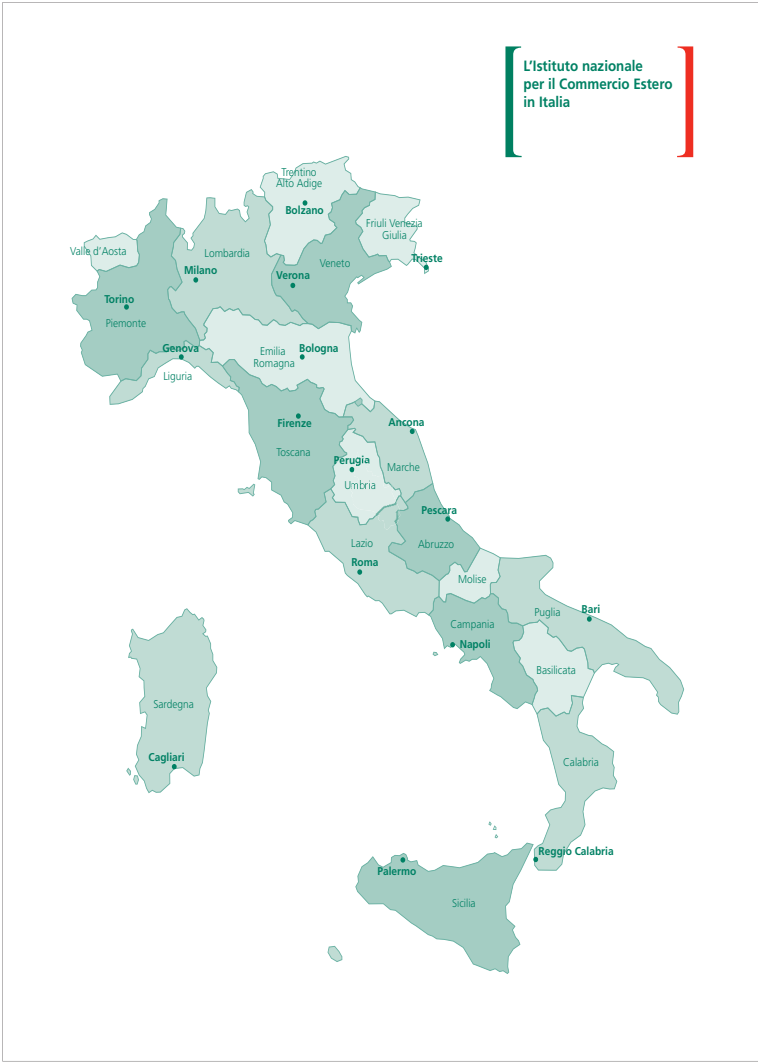 L'Istituto nazionale
per il Commercio Estero
in Italia
Trentino
Alto Adige
Bolzano
Friuli Venezia
Giulia
Valle d'Aosta
Lombardia
Trieste
Veneto
Milano
Verona
Torino
Piemonte
Genova
Emilia
Romagna
Bologna
Liguria
Firenze
Ancona
Toscana
Perugia
Marche
Umbria
Pescara
Lazio
Abruzzo
Roma
Molise
Puglia
Bari
Campania
Napoli
Basilicata
Sardegna
Cagliari
Calabria
Reggio Calabria
Palermo
Sicilia